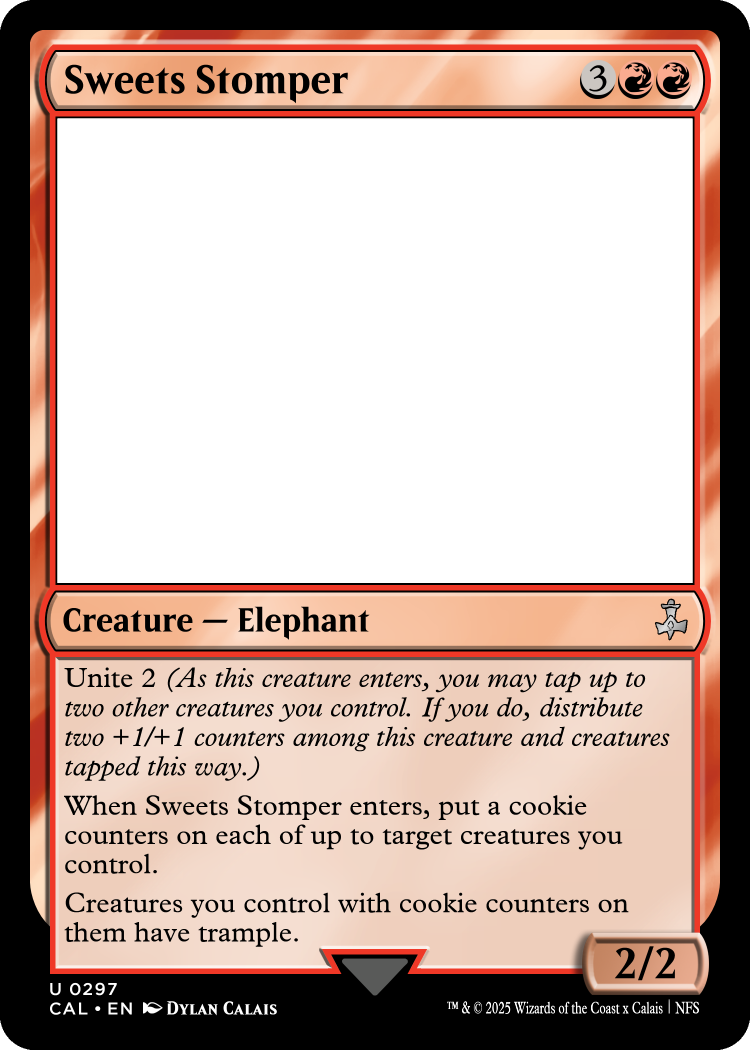 Sweets Stomper 3
Creature — Elephant
Unite 2 (As this creature enters, you may tap up to
two other creatures you control. If you do, distribute
two +1/+1 counters among this creature and creatures
tapped this way.)
When Sweets Stomper enters, put a cookie
counters on each of up to target creatures you
control.
Creatures you control with cookie counters on
them have trample.
2/2
U 0297
CAL • EN Dylan Calais
™ & © 2025 Wizards of the Coast x Calais | NFS